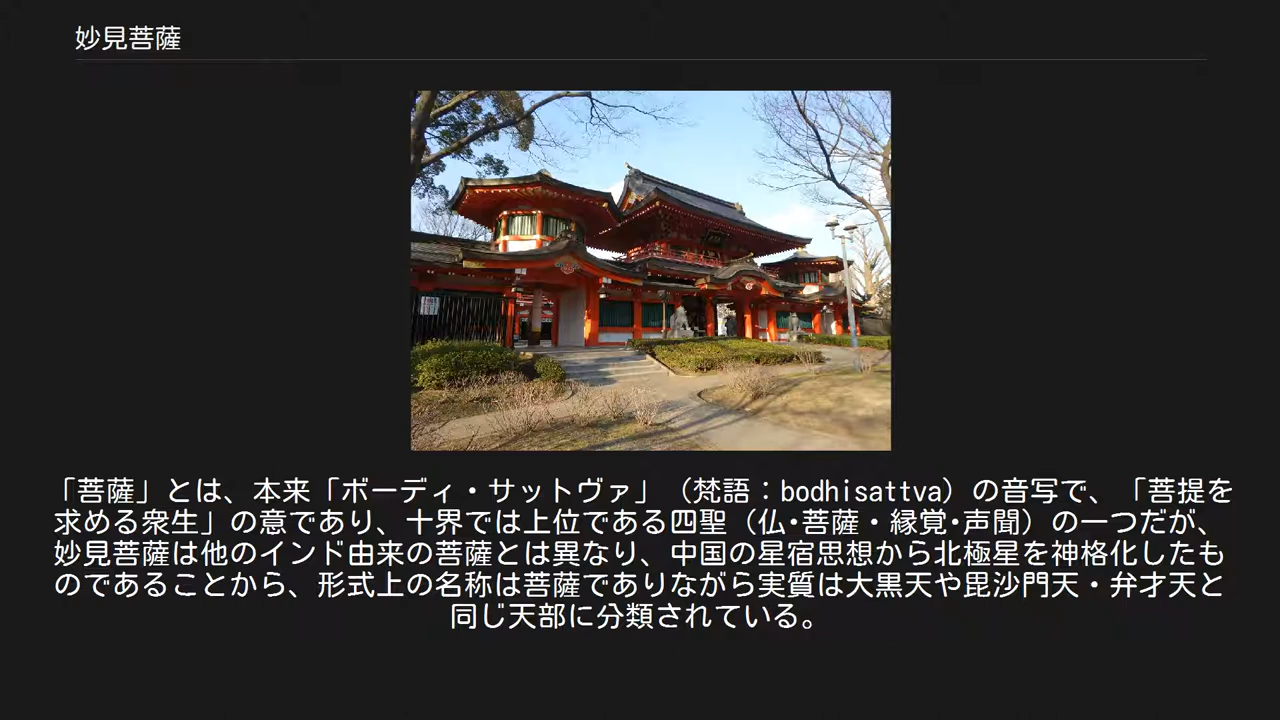 妙見菩薩
「菩薩」とは、本来「ボーディ・サットヴァ」（梵語：bodhisattva）の音写で、「菩提を
求める衆生」の意であり、十界では上位である四聖（仏･菩薩・縁覚･声聞）の一つだが、
妙見菩薩は他のインド由来の菩薩とは異なり、中国の星宿思想から北極星を神格化したも
のであることから、形式上の名称は菩薩でありながら実質は大黒天や毘沙門天・弁才天と
同じ天部に分類されている。